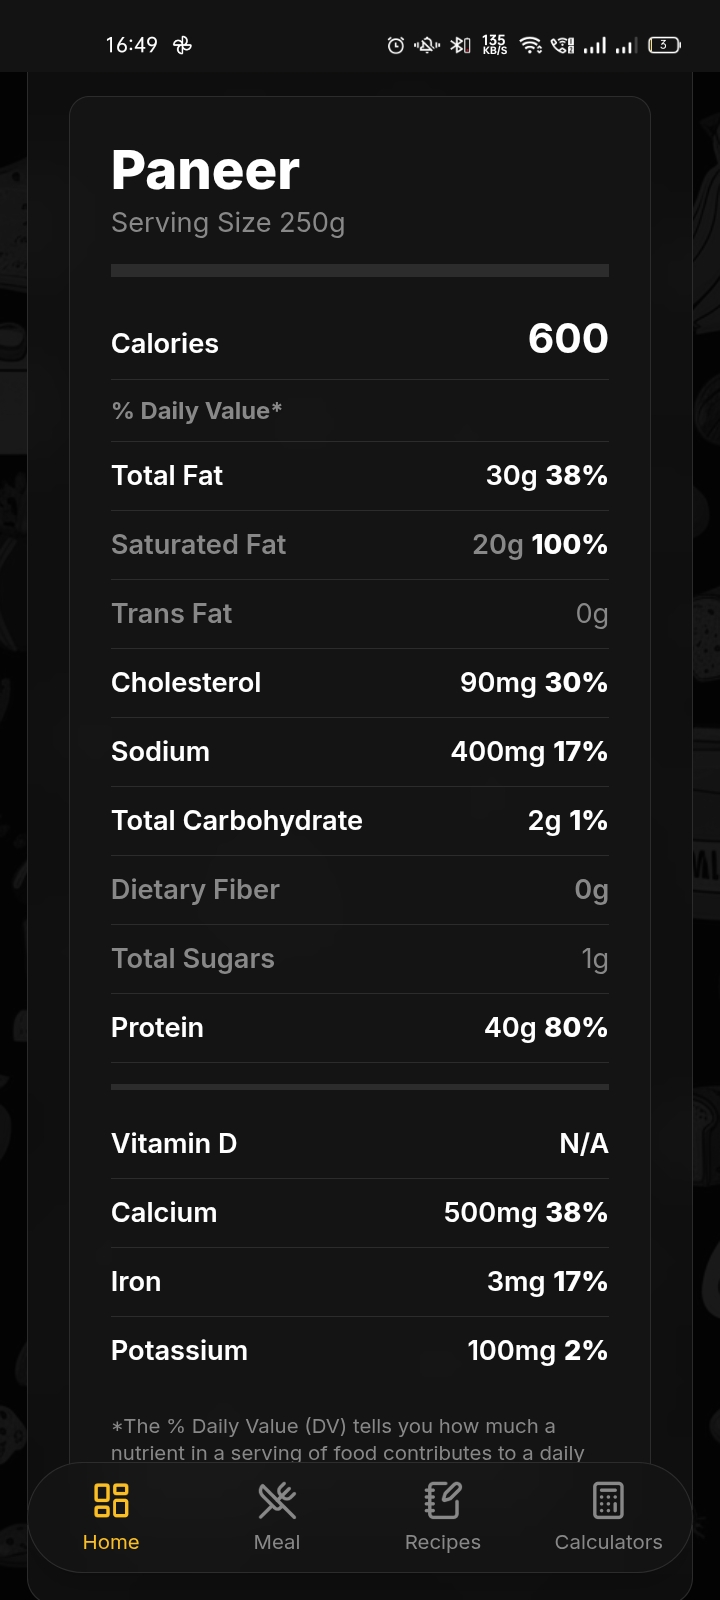 16:49 135 KB/S 3
Paneer
Serving Size 250g
Calories 600
% Daily Value*
Total Fat 30g 38%
Saturated Fat 20g 100%
Trans Fat 0g
Cholesterol 90mg 30%
Sodium 400mg 17%
Total Carbohydrate 2g 1%
Dietary Fiber 0g
Total Sugars 1g
Protein 40g 80%
Vitamin D N/A
Calcium 500mg 38%
Iron 3mg 17%
Potassium 100mg 2%
*The % Daily Value (DV) tells you how much a
nutrient in a serving of food contributes to a daily
Home Meal Recipes Calculators